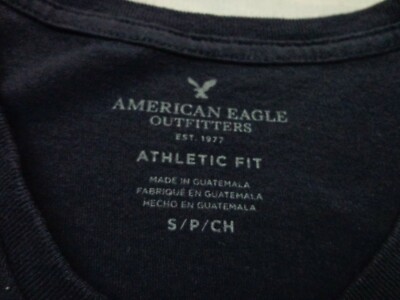 AMERICAN EAGLE
OUTFITTERS
EST. 1977
ATHLETIC FIT
MADE IN GUATEMALA
FABRIQUÉ EN GUATEMALA
HECHO EN GUATEMALA
S/P/CH